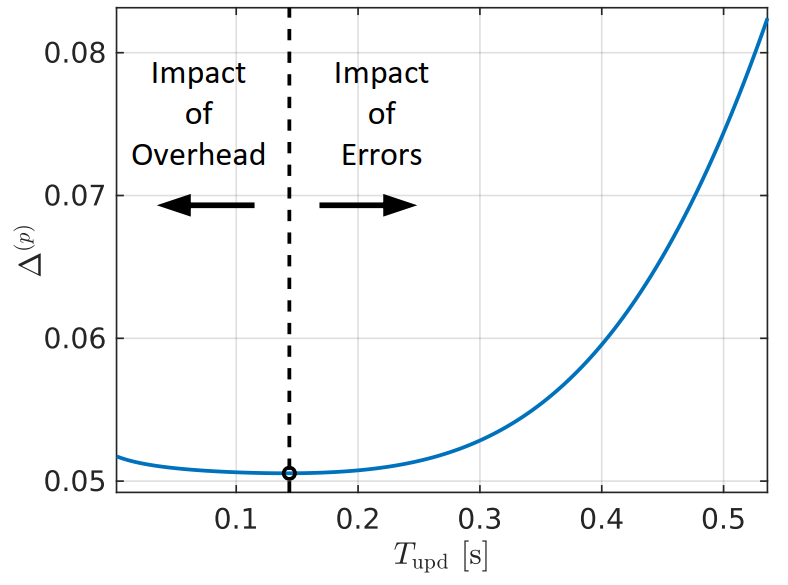 0.08
0.07
0.06
0.05
Δ^(p)
Impact
of
Overhead
Impact
of
Errors
0.1 0.2 0.3 0.4 0.5
T_upd [s]